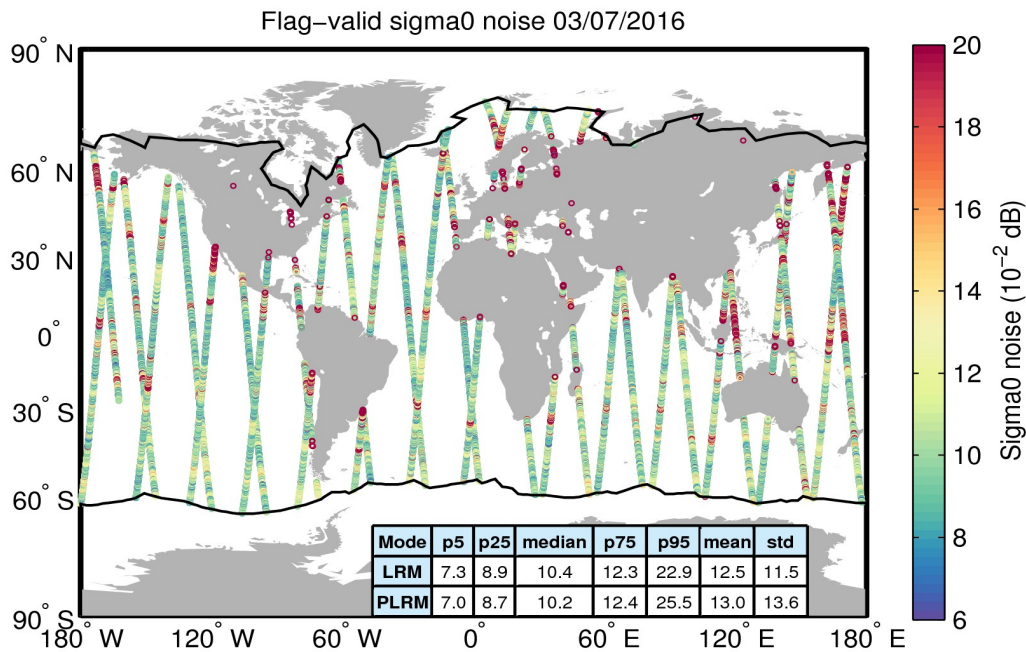 Flag−valid sigma0 noise 03/07/2016
90° N
60° N
30° N
0°
30° S
60° S
90° S
180° W
120° W
60° W
0°
60° E
120° E
180° E
Mode p5 p25 median p75 p95 mean std
LRM 7.3 8.9 10.4 12.3 22.9 12.5 11.5
PLRM 7.0 8.7 10.2 12.4 25.5 13.0 13.6
20
18
16
14
12
10
8
6
Sigma0 noise (10⁻² dB)